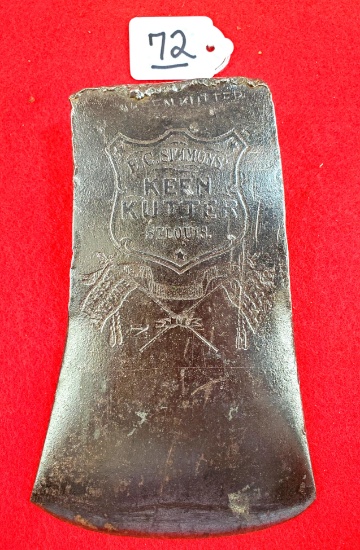 72
KEEN KUTTER
E.C. SIMMONS
KEEN
KUTTER
ST.LOUIS.